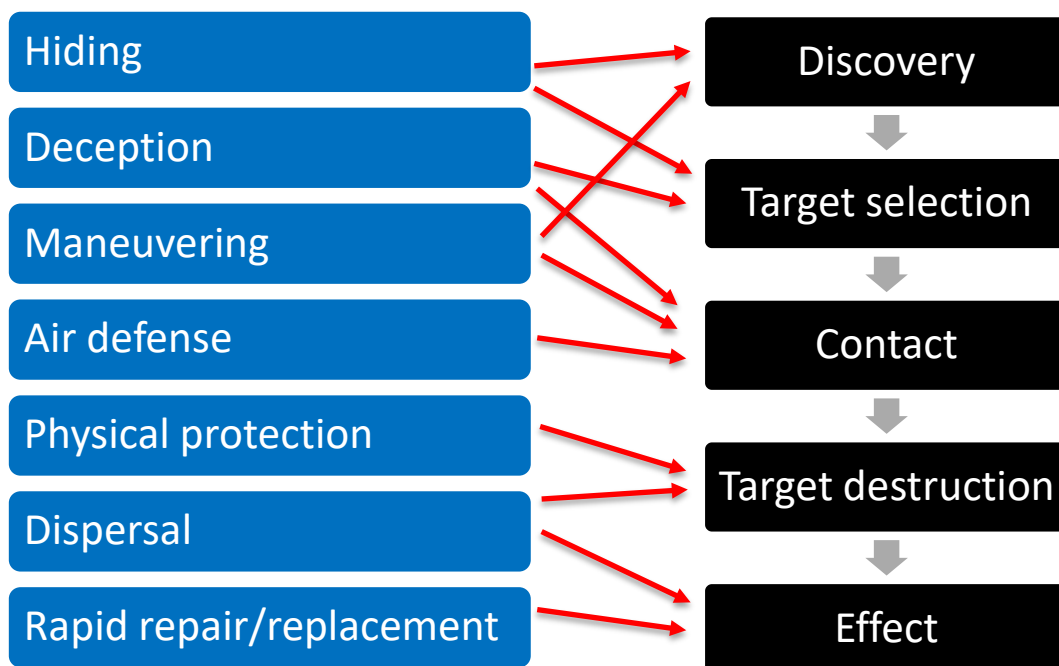 Hiding
Deception
Maneuvering
Air defense
Physical protection
Dispersal
Rapid repair/replacement
Discovery
Target selection
Contact
Target destruction
Effect